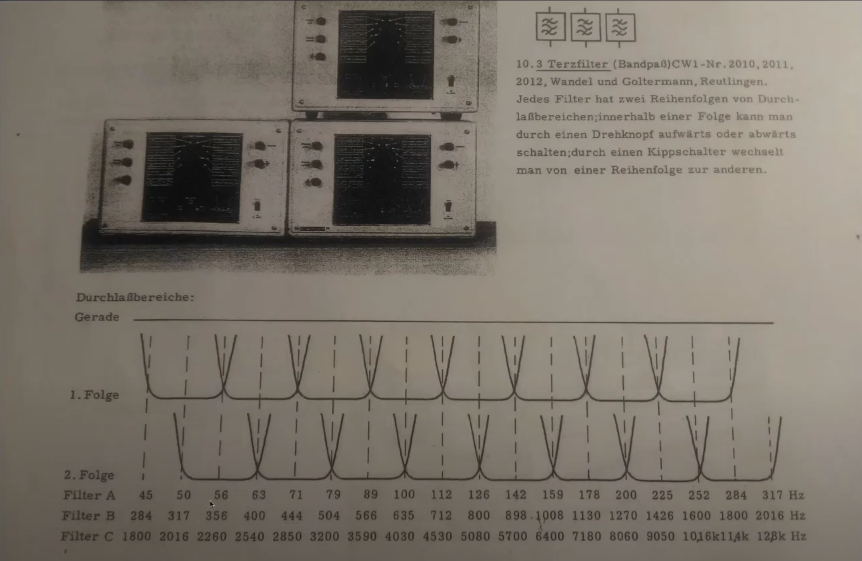 10.3 Terzfilter (Bandpaß)CW1-Nr.2010,2011,
2012, Wandel und Goltermann, Reutlingen.
Jedes Filter hat zwei Reihenfolgen von Durch-
laßbereichen;innerhalb einer Folge kann man
durch einen Drehknopf aufwärts oder abwärts
schalten;durch einen Kippschalter wechselt
man von einer Reihenfolge zur anderen.
Durchlaßbereiche:
Gerade
1. Folge
2. Folge
Filter A 45 50 56 63 71 79 89 100 112 126 142 159 178 200 225 252 284 317 Hz
Filter B 284 317 356 400 444 504 566 635 712 800 898 1008 1130 1270 1426 1600 1800 2016 Hz
Filter C 1800 2016 2260 2540 2850 3200 3590 4030 4530 5080 5700 6400 7180 8060 9050 10,16k 11,4k 12,8k Hz